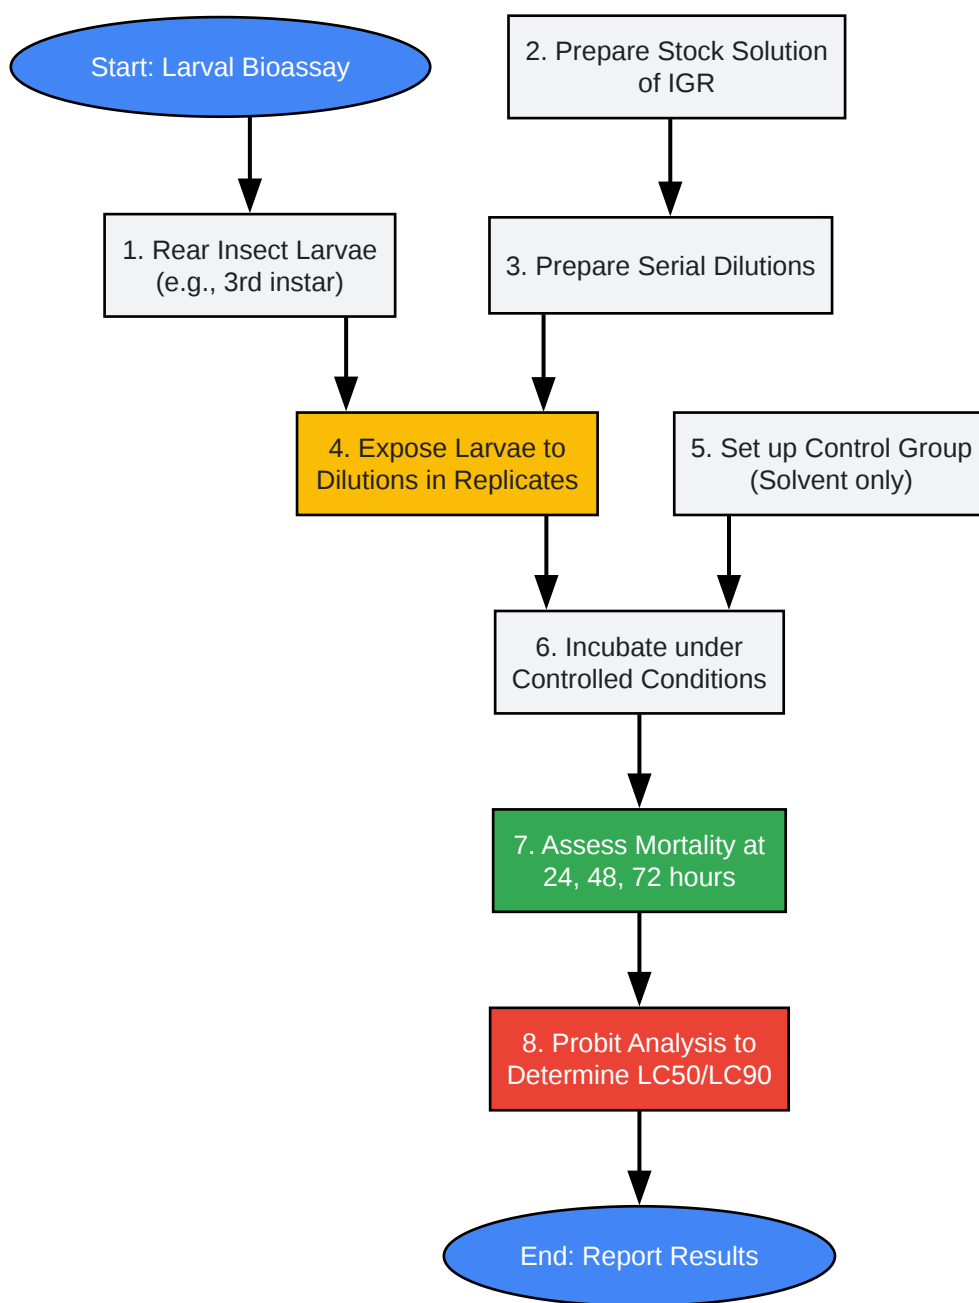 Start: Larval Bioassay
2. Prepare Stock Solution
of IGR
1. Rear Insect Larvae
(e.g., 3rd instar)
3. Prepare Serial Dilutions
4. Expose Larvae to
Dilutions in Replicates
5. Set up Control Group
(Solvent only)
6. Incubate under
Controlled Conditions
7. Assess Mortality at
24, 48, 72 hours
8. Probit Analysis to
Determine LC50/LC90
End: Report Results